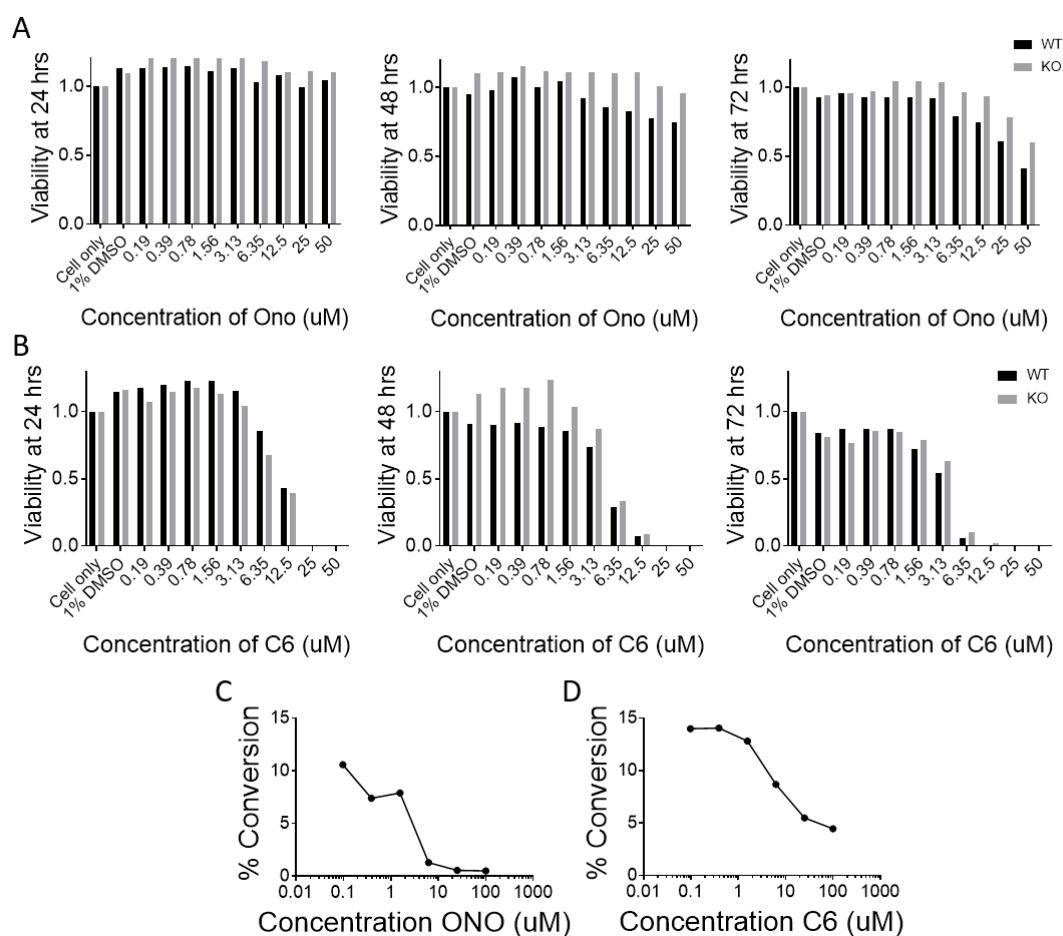 A
Viability at 24 hrs
1.0
0.5
0.0
Cell only
1% DMSO
0.19
0.39
0.78
1.56
3.13
6.35
12.5
25
50
Concentration of Ono (uM)
Viability at 48 hrs
1.0
0.5
0.0
Cell only
1% DMSO
0.19
0.39
0.78
1.56
3.13
6.35
12.5
25
50
Concentration of Ono (uM)
Viability at 72 hrs
1.0
0.5
0.0
Cell only
1% DMSO
0.19
0.39
0.78
1.56
3.13
6.35
12.5
25
50
Concentration of Ono (uM)
WT
KO
B
Viability at 24 hrs
1.0
0.5
0.0
Cell only
1% DMSO
0.19
0.39
0.78
1.56
3.13
6.35
12.5
25
50
Concentration of C6 (uM)
Viability at 48 hrs
1.0
0.5
0.0
Cell only
1% DMSO
0.19
0.39
0.78
1.56
3.13
6.35
12.5
25
50
Concentration of C6 (uM)
Viability at 72 hrs
1.0
0.5
0.0
Cell only
1% DMSO
0.19
0.39
0.78
1.56
3.13
6.35
12.5
25
50
Concentration of C6 (uM)
WT
KO
C
% Conversion
15
10
5
0
0.01
0.1
1
10
100
1000
Concentration ONO (uM)
D
% Conversion
15
10
5
0
0.01
0.1
1
10
100
1000
Concentration C6 (uM)